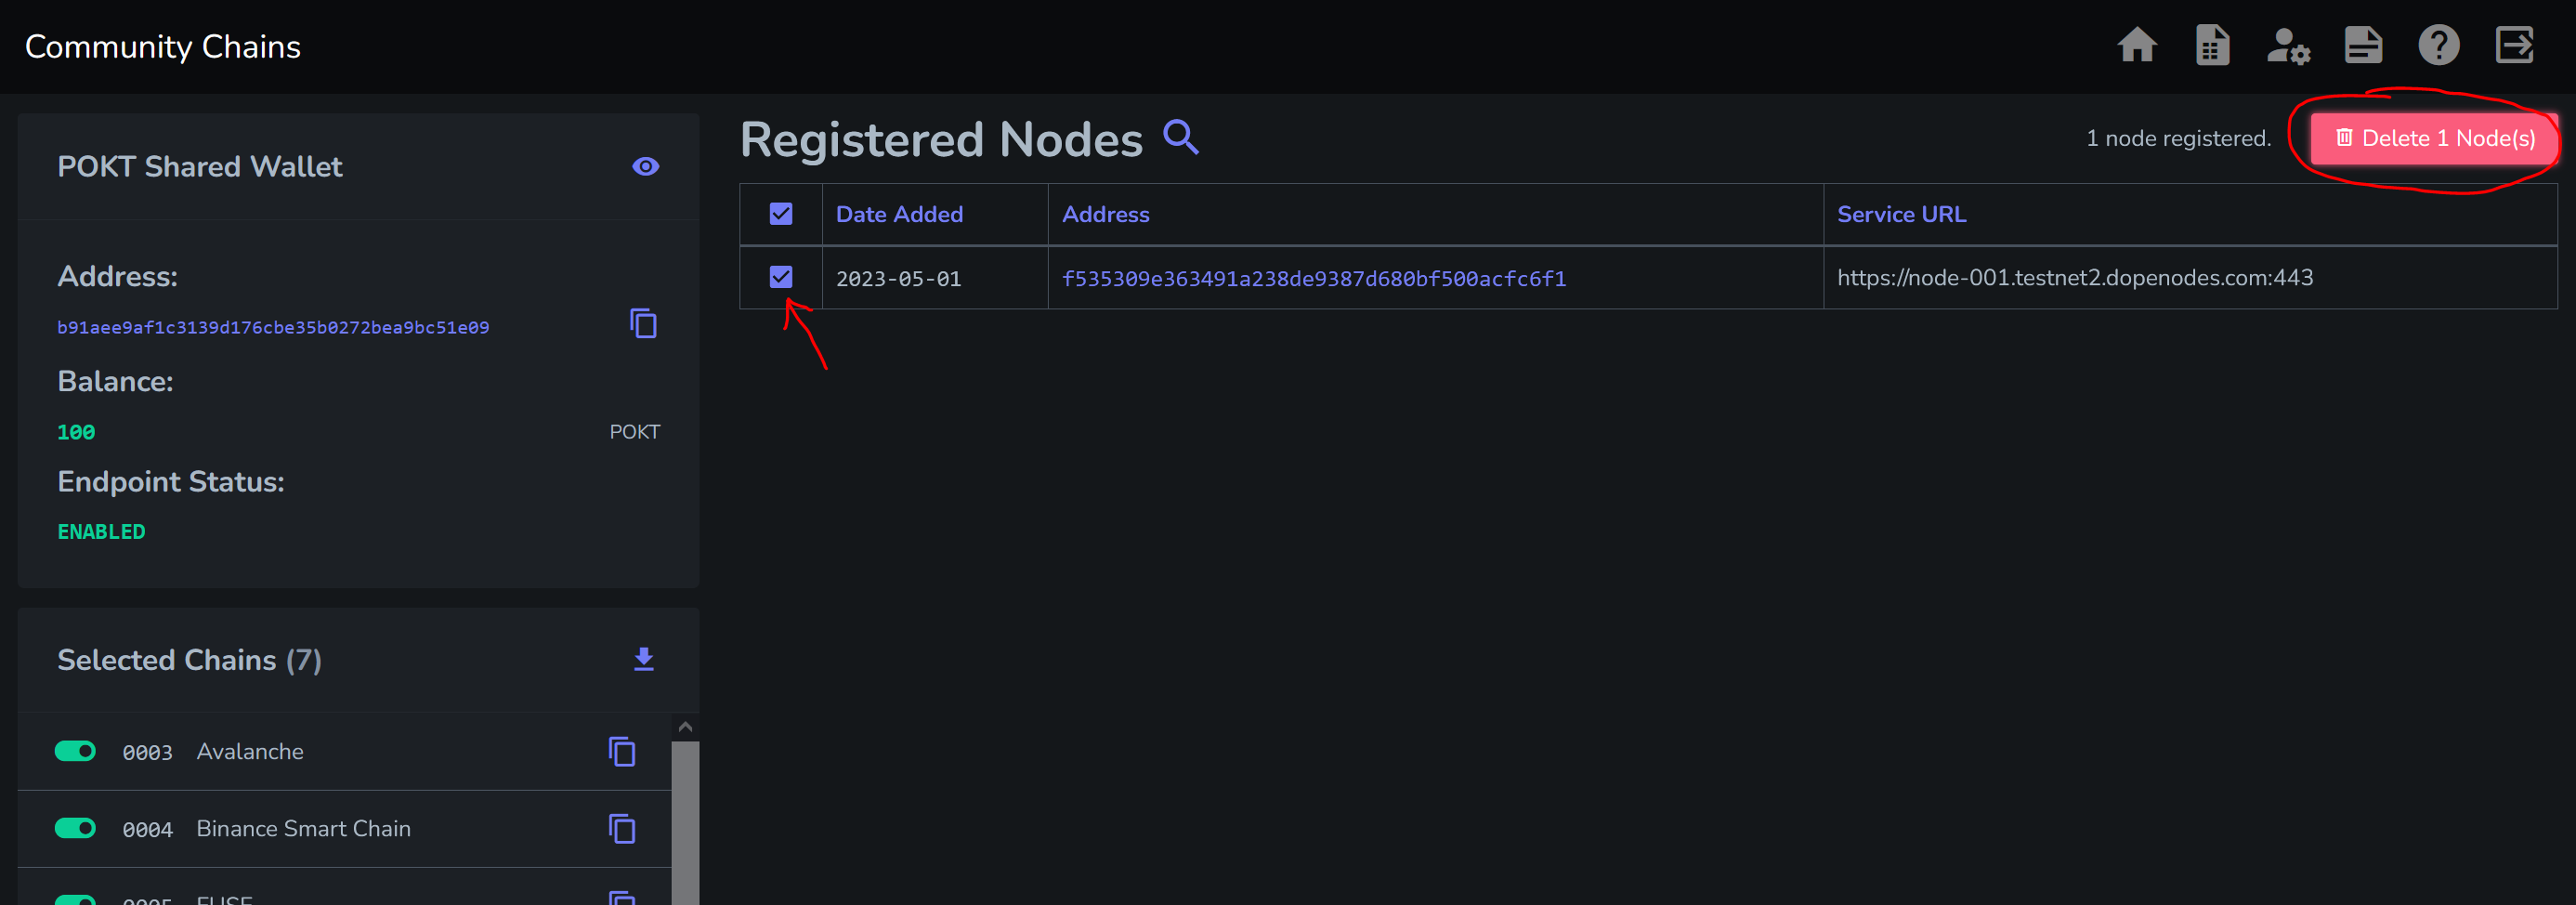 Community Chains
POKT Shared Wallet
Address:
b91aee9af1c3139d176cbe35b0272bea9bc51e09
Balance:
100 POKT
Endpoint Status:
ENABLED
Selected Chains (7)
0003 Avalanche
0004 Binance Smart Chain
0005 FUSE
Registered Nodes
1 node registered.
Delete 1 Node(s)
Date Added Address Service URL
2023-05-01 f535309e363491a238de9387d680bf500acfc6f1 https://node-001.testnet2.dopenodes.com:443